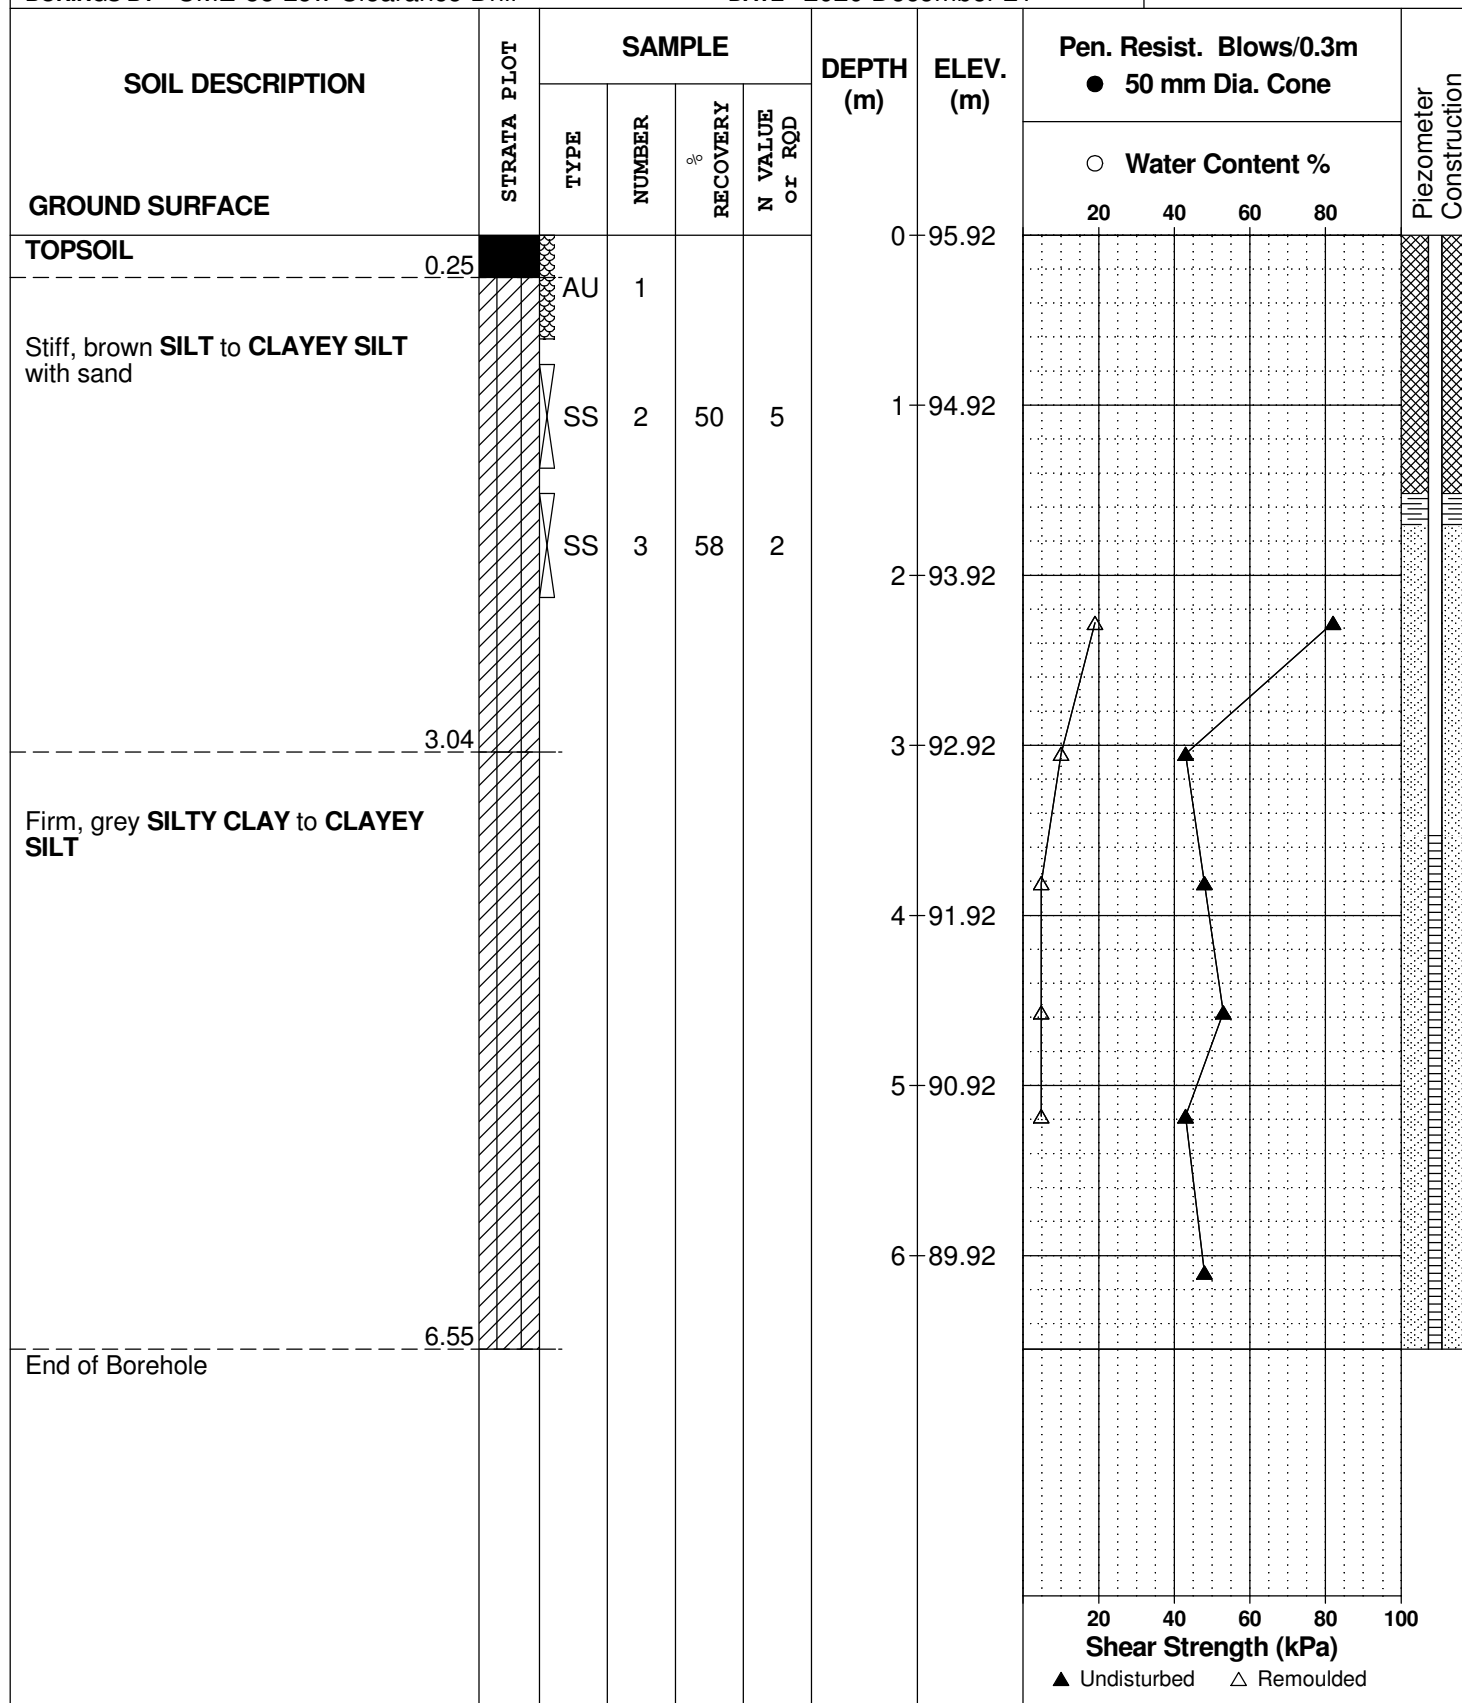 SOIL DESCRIPTION
GROUND SURFACE
STRATA PLOT
SAMPLE
TYPE
NUMBER
%
RECOVERY
N VALUE
or RQD
DEPTH
(m)
ELEV.
(m)
Pen. Resist. Blows/0.3m
● 50 mm Dia. Cone
○ Water Content %
20 40 60 80
Piezometer
Construction
TOPSOIL
0.25
0 95.92
AU 1
Stiff, brown SILT to CLAYEY SILT
with sand
1 94.92
SS 2 50 5
SS 3 58 2
2 93.92
3.04
3 92.92
Firm, grey SILTY CLAY to CLAYEY
SILT
4 91.92
5 90.92
6 89.92
6.55
End of Borehole
20 40 60 80 100
Shear Strength (kPa)
▲ Undisturbed △ Remoulded